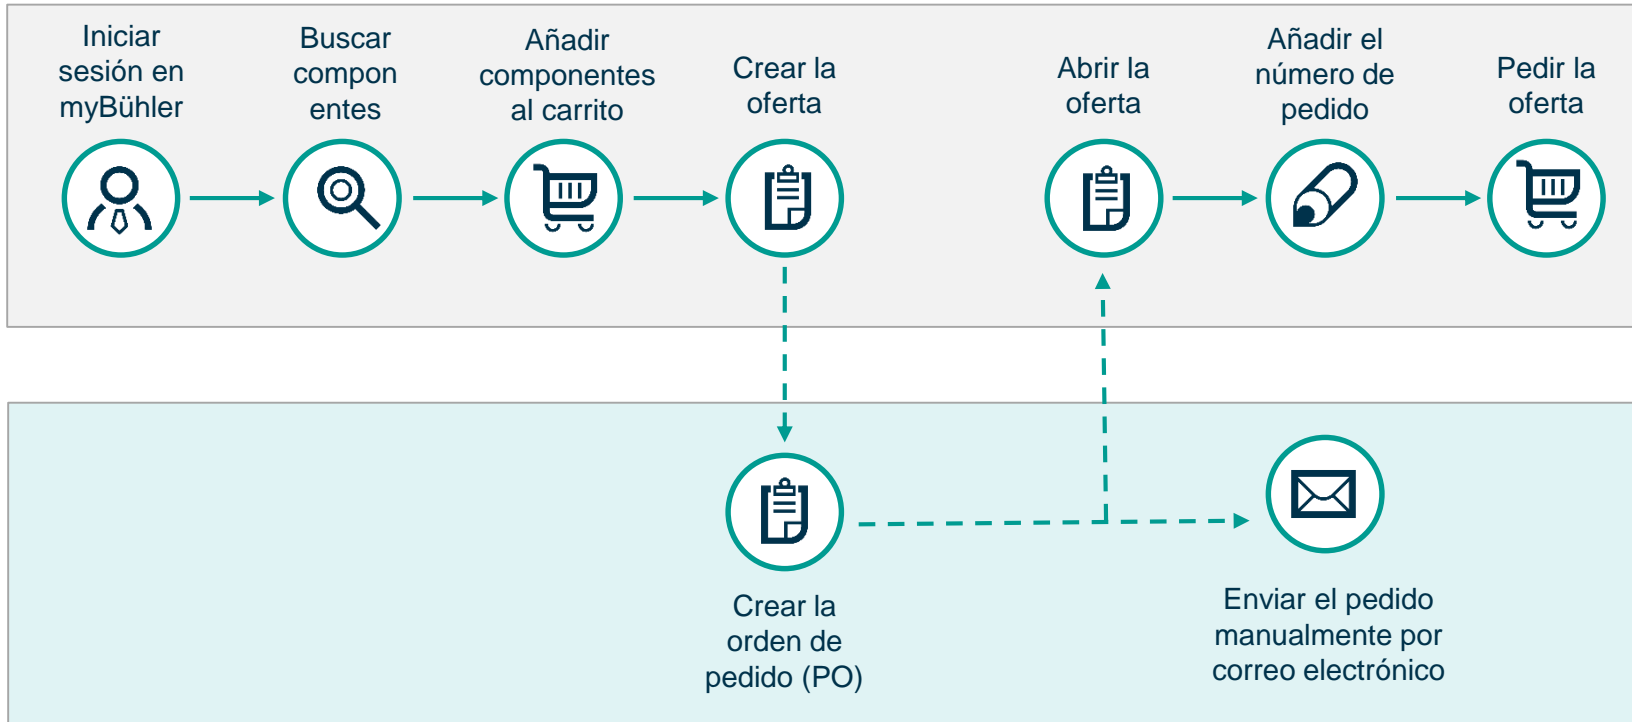 Iniciar
sesión en
myBühler
Buscar
compon
entes
Añadir
componentes
al carrito
Crear la
oferta
Abrir la
oferta
Añadir el
número de
pedido
Pedir la
oferta
Crear la
orden de
pedido (PO)
Enviar el pedido
manualmente por
correo electrónico